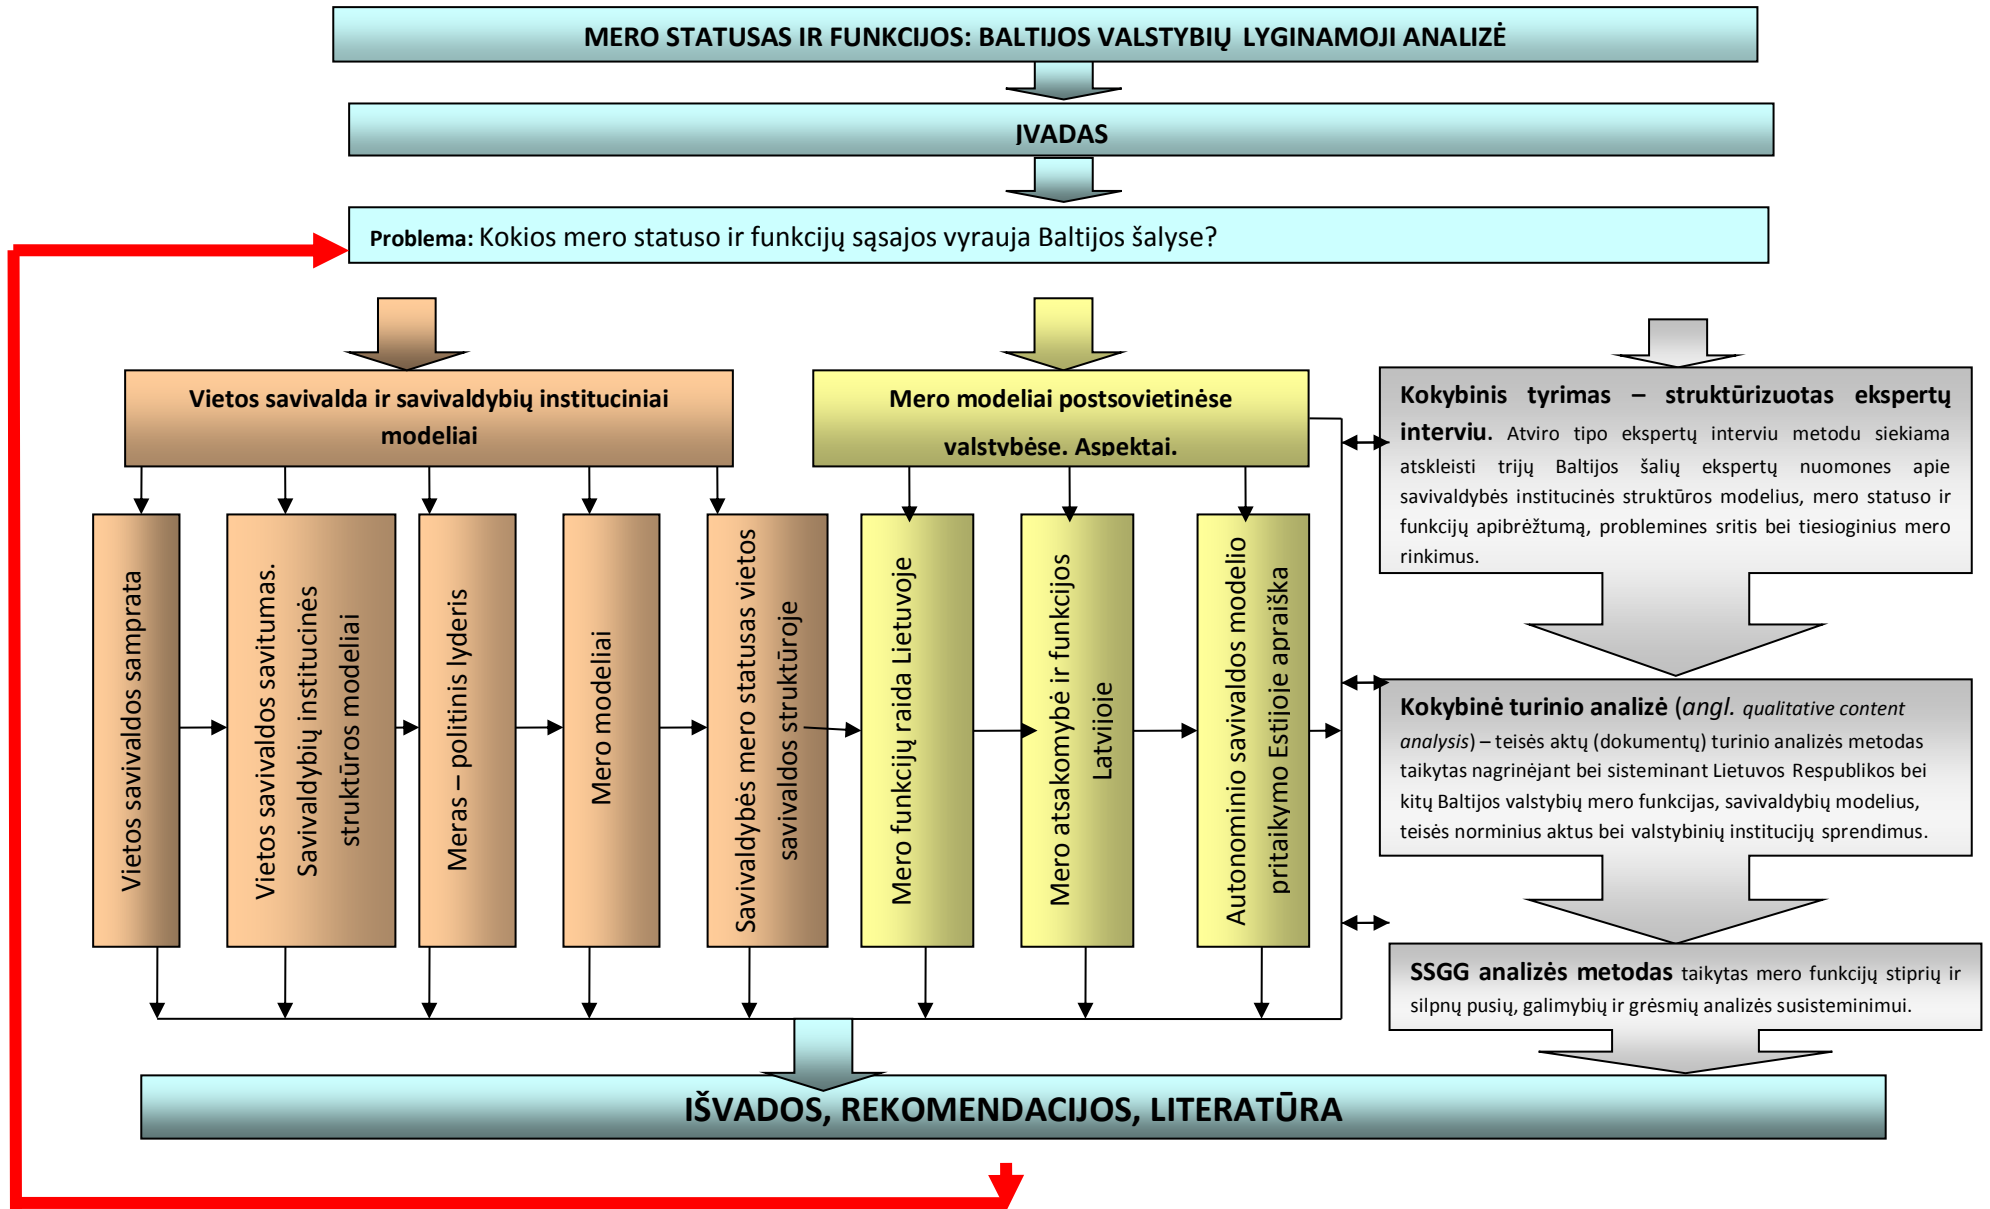 MERO STATUSAS IR FUNKCIJOS: BALTIJOS VALSTYBIŲ LYGINAMOJI ANALIZĖ
ĮVADAS
Problema: Kokios mero statuso ir funkcijų sąsajos vyrauja Baltijos šalyse?
Vietos savivalda ir savivaldybių instituciniai
modeliai
Mero modeliai postsovietinėse
valstybėse. Aspektai.
Vietos savivaldos samprata
Vietos savivaldos savitumas.
Savivaldybių institucinės
struktūros modeliai
Meras – politinis lyderis
Mero modeliai
Savivaldybės mero statusas vietos
savivaldos struktūroje
Mero funkcijų raida Lietuvoje
Mero atsakomybė ir funkcijos
Latvijoje
Autonominio savivaldos modelio
pritaikymo Estijoje apraiška
Kokybinis tyrimas – struktūrizuotas ekspertų
interviu. Atviro tipo ekspertų interviu metodu siekiama
atskleisti trijų Baltijos šalių ekspertų nuomones apie
savivaldybės institucinės struktūros modelius, mero statuso ir
funkcijų apibrėžtumą, problemines sritis bei tiesioginius mero
rinkimus.
Kokybinė turinio analizė (angl. qualitative content
analysis) – teisės aktų (dokumentų) turinio analizės metodas
taikytas nagrinėjant bei sisteminant Lietuvos Respublikos bei
kitų Baltijos valstybių mero funkcijas, savivaldybių modelius,
teisės norminius aktus bei valstybinių institucijų sprendimus.
SSGG analizės metodas taikytas mero funkcijų stiprių ir
silpnų pusių, galimybių ir grėsmių analizės susisteminimui.
IŠVADOS, REKOMENDACIJOS, LITERATŪRA